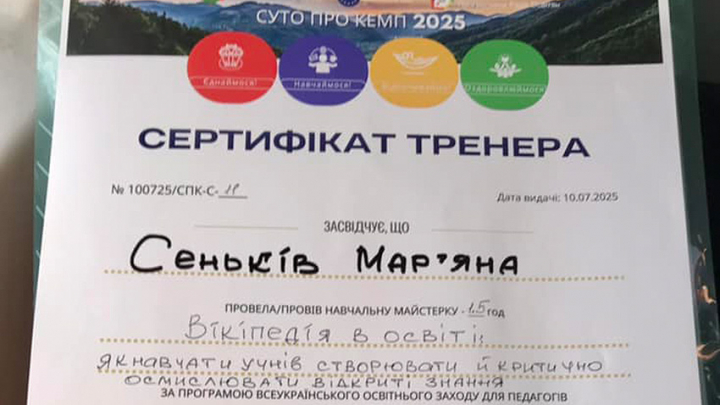 СУТО ПРО КЕМП 2025
Єднаймося!
Навчаймося!
Оздоровлюймося!
СЕРТИФІКАТ ТРЕНЕРА
№ 100725/СПК-С-
Дата видачі: 10.07.2025
ЗАСВІДЧУЄ, ЩО
Сеньків Мар'яна
ПРОВЕЛА/ПРОВІВ НАВЧАЛЬНУ МАЙСТЕРКУ - 1,5 год
Вікіпедія в освіті:
як навчати учнів створювати й критично
осмислювати відкриті знання
ЗА ПРОГРАМОЮ ВСЕУКРАЇНСЬКОГО ОСВІТНЬОГО ЗАХОДУ ДЛЯ ПЕДАГОГІВ